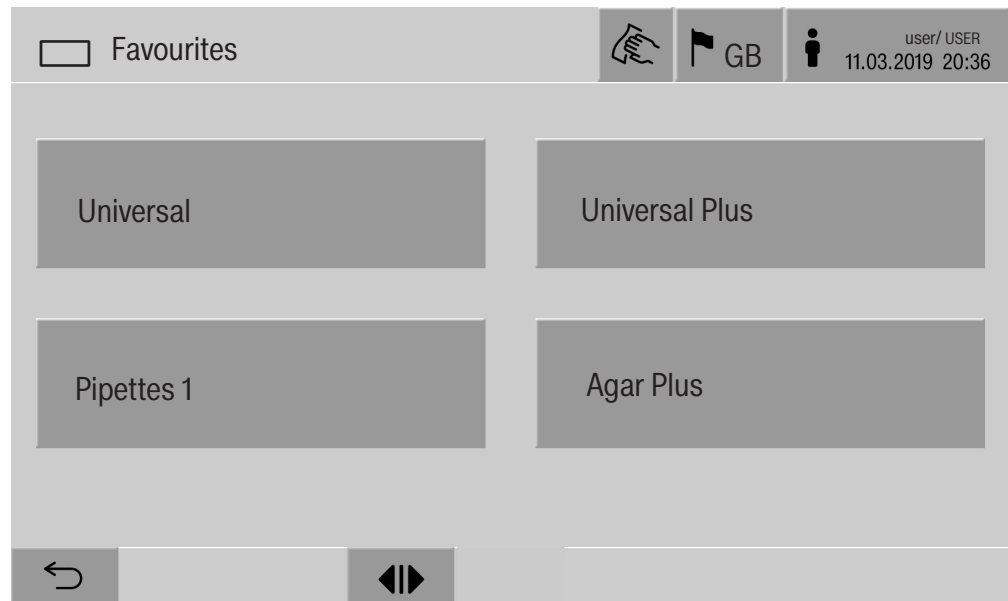 Favourites
GB
user/ USER
11.03.2019 20:36
Universal
Universal Plus
Pipettes 1
Agar Plus